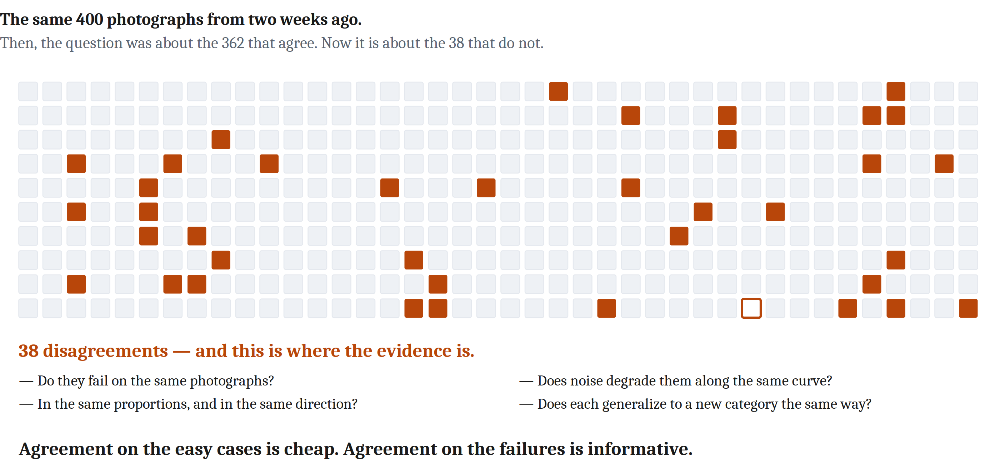 The same 400 photographs from two weeks ago.
Then, the question was about the 362 that agree. Now it is about the 38 that do not.
38 disagreements — and this is where the evidence is.
— Do they fail on the same photographs?
— In the same proportions, and in the same direction?
— Does noise degrade them along the same curve?
— Does each generalize to a new category the same way?
Agreement on the easy cases is cheap. Agreement on the failures is informative.